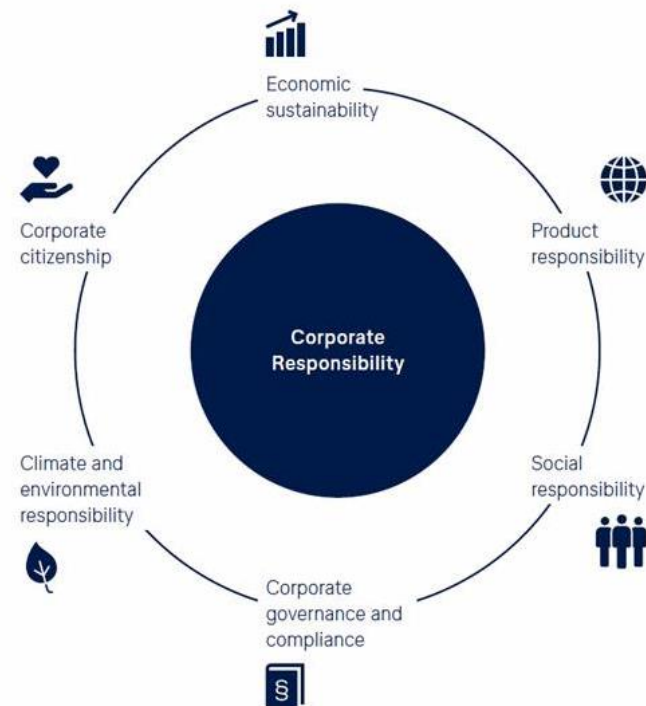 Economic
sustainability
Product
responsibility
Social
responsibility
Corporate
governance and
compliance
§
Climate and
environmental
responsibility
Corporate
citizenship
Corporate
Responsibility